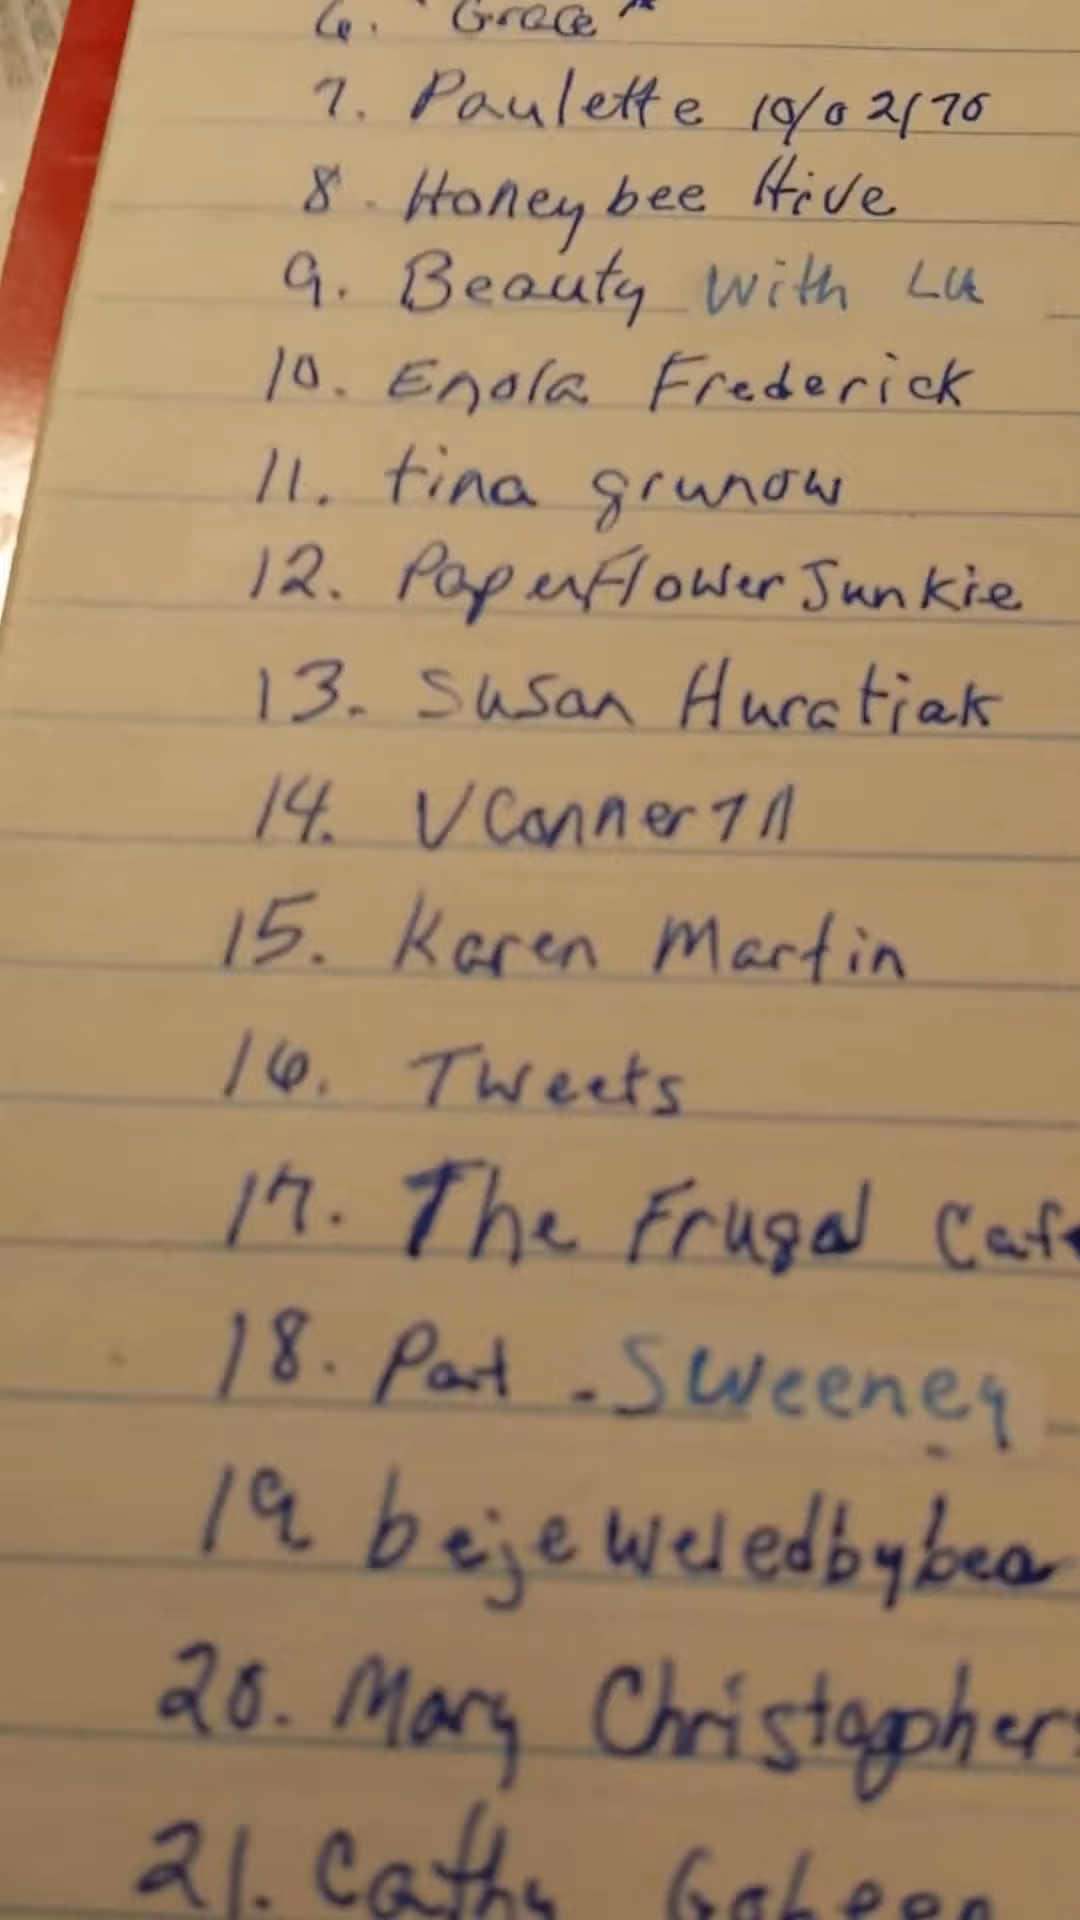 6. "Grace"
7. Paulette 10/02/70
8. Honeybee Hive
9. Beauty with Lu
10. Enola Frederick
11. tina grunow
12. PaperflowerJunkie
13. Susan Huratiak
14. VConner71
15. Karen Martin
16. Tweets
17. The Frugal
18. Pat - Sweeney
19 bejeweledbybea
20. Mary Christopher
21. Cathy